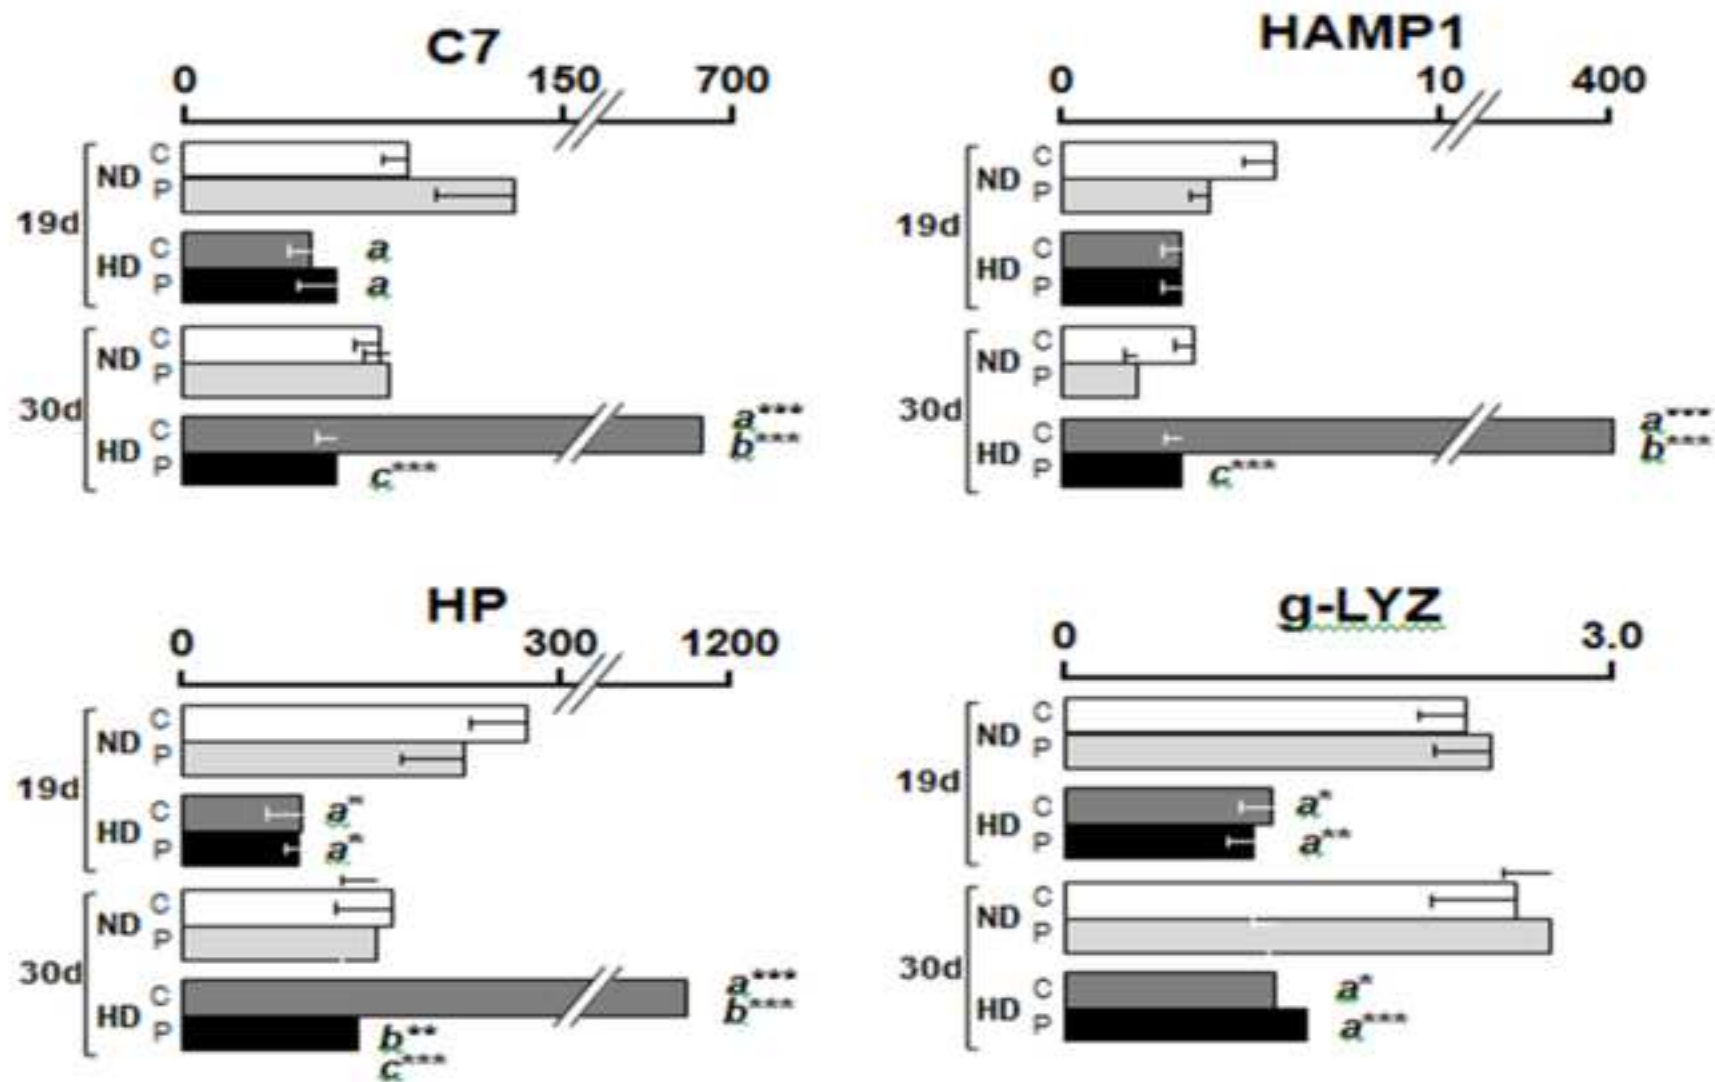 C7
0 150 700
19d
ND C
P
HD C a
P a
30d
ND C
P
HD C a***
b***
P c***
HAMP1
0 10 400
19d
ND C
P
HD C
P
30d
ND C
P
HD C a***
b***
P c***
HP
0 300 1200
19d
ND C
P
HD C a*
P a*
30d
ND C
P
HD C a***
b***
P b**
c***
g-LYZ
0 3.0
19d
ND C
P
HD C a*
P a**
30d
ND C
P
HD C a*
P a***